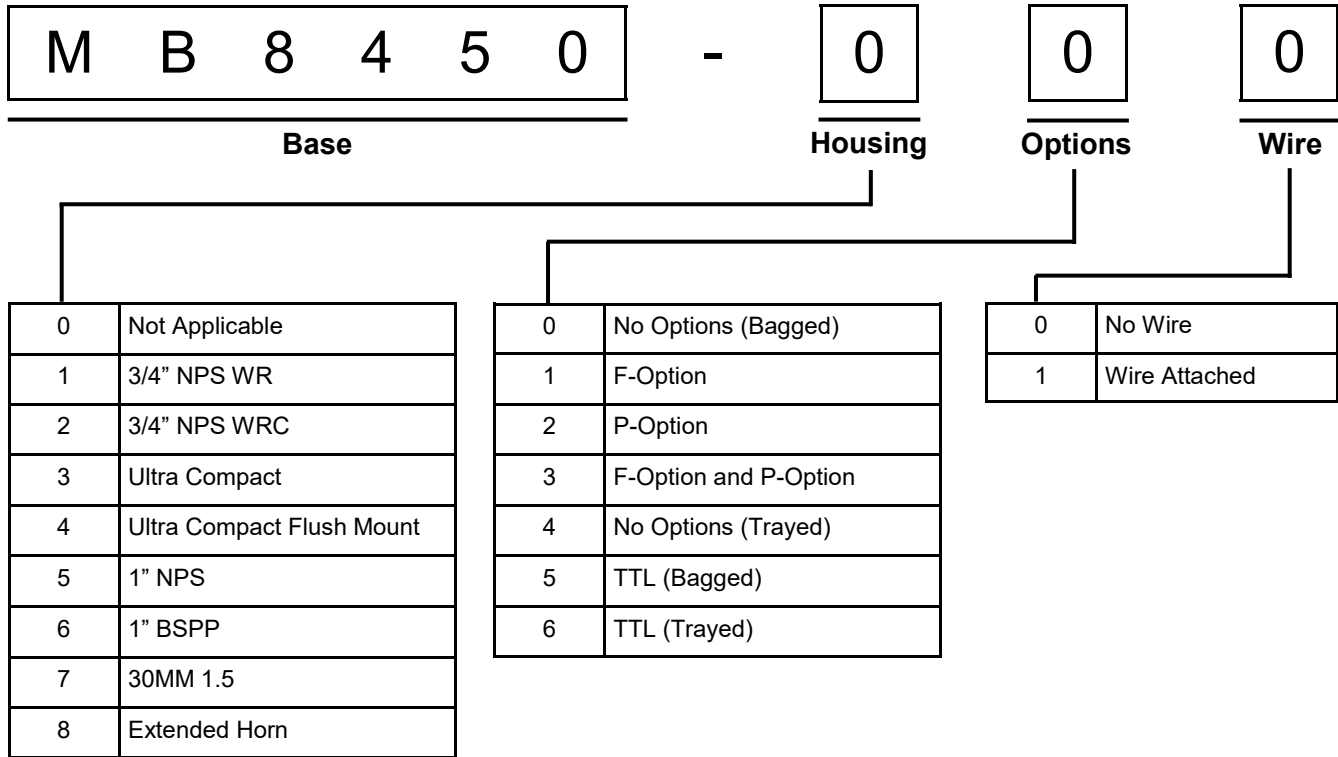 M B 8 4 5 0 - 0 0 0
Base Housing Options Wire
0 Not Applicable
1 3/4” NPS WR
2 3/4” NPS WRC
3 Ultra Compact
4 Ultra Compact Flush Mount
5 1” NPS
6 1” BSPP
7 30MM 1.5
8 Extended Horn
0 No Options (Bagged)
1 F-Option
2 P-Option
3 F-Option and P-Option
4 No Options (Trayed)
5 TTL (Bagged)
6 TTL (Trayed)
0 No Wire
1 Wire Attached